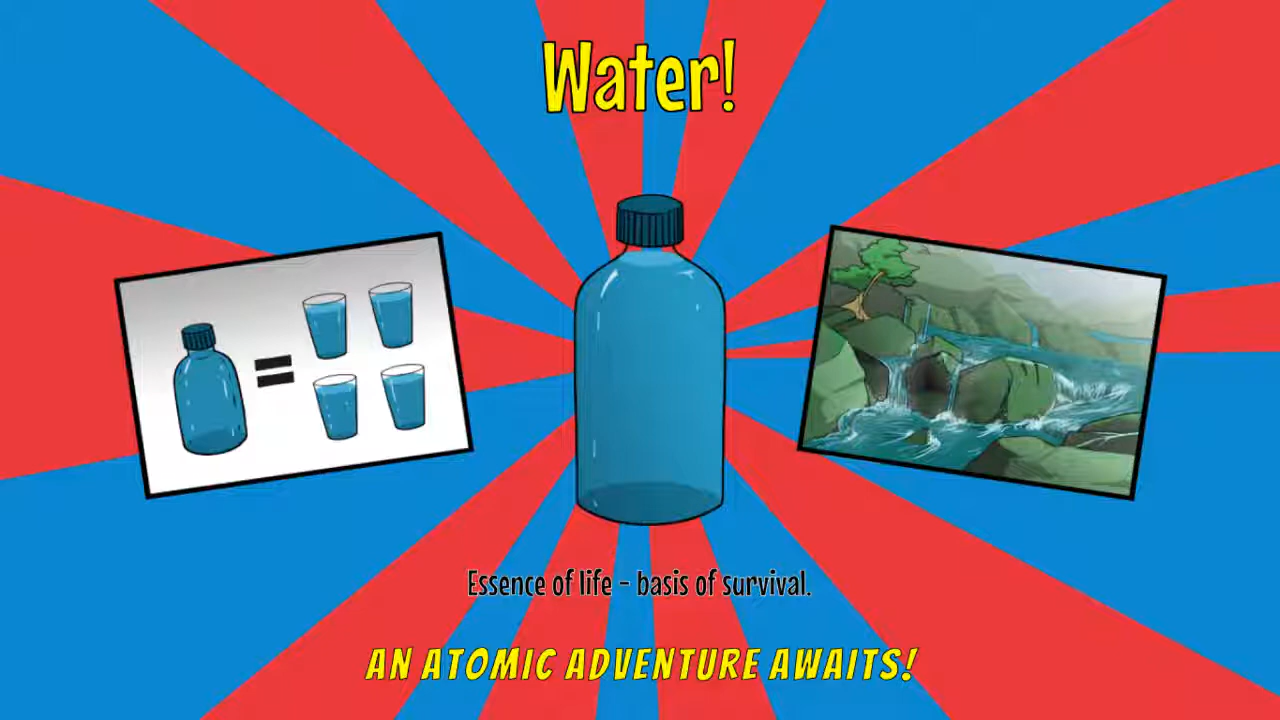 Water!
Essence of life - basis of survival.
AN ATOMIC ADVENTURE AWAITS!